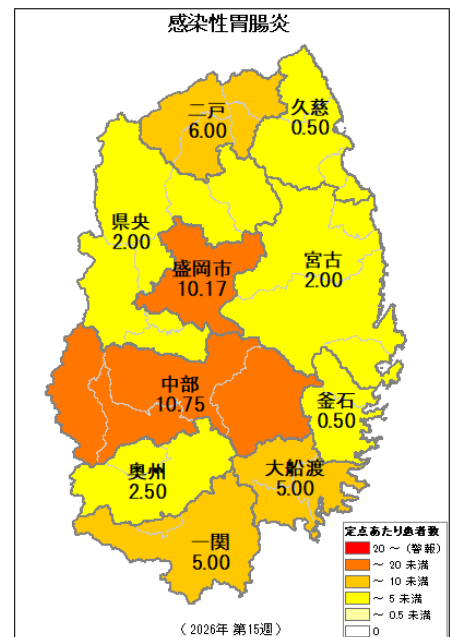 感染性胃腸炎
二戸
6.00
久慈
0.50
県央
2.00
盛岡市
10.17
宮古
2.00
中部
10.75
釜石
0.50
奥州
2.50
大船渡
5.00
一関
5.00
定点あたり患者数
20 ～ (警報)
～ 20 未満
～ 10 未満
～ 5 未満
～ 0.5 未満
0
（ 2026年 第15週）